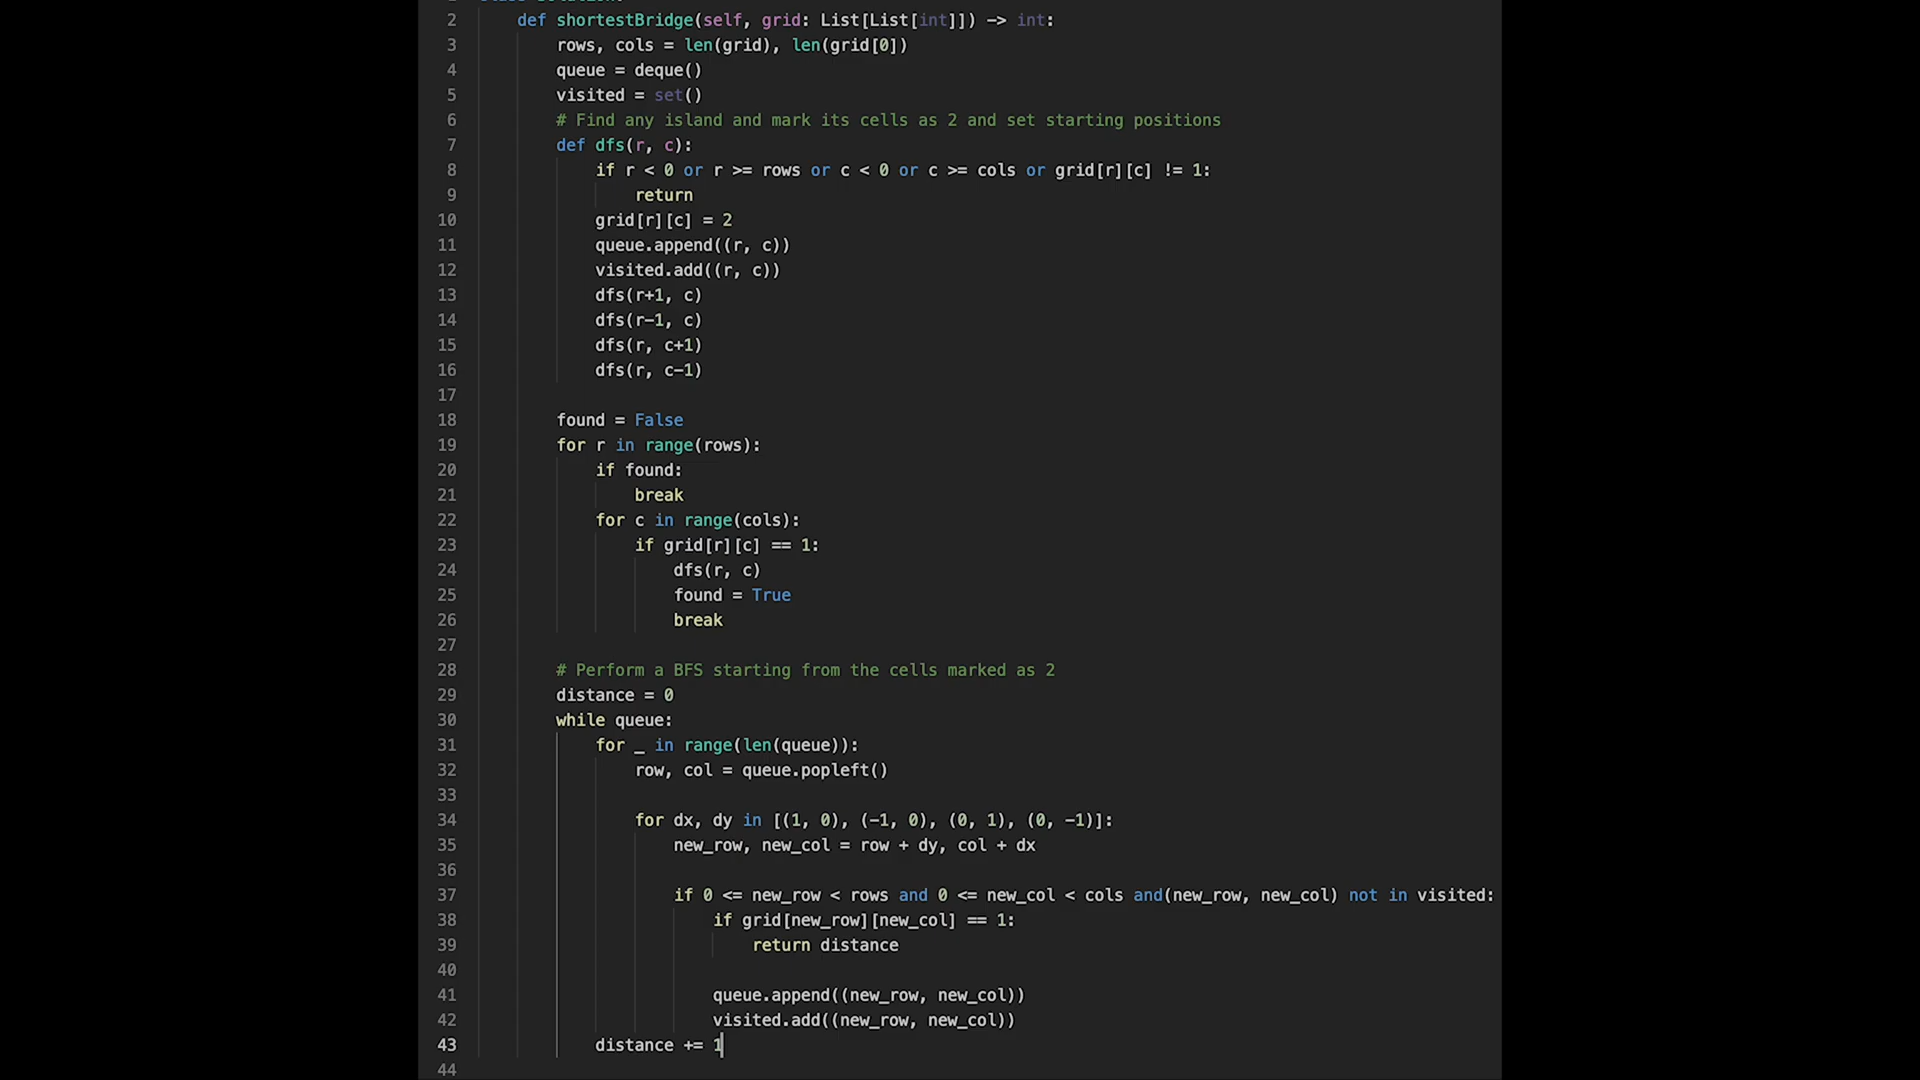 2 def shortestBridge(self, grid: List[List[int]]) -> int:
3 rows, cols = len(grid), len(grid[0])
4 queue = deque()
5 visited = set()
6 # Find any island and mark its cells as 2 and set starting positions
7 def dfs(r, c):
8 if r < 0 or r >= rows or c < 0 or c >= cols or grid[r][c] != 1:
9 return
10 grid[r][c] = 2
11 queue.append((r, c))
12 visited.add((r, c))
13 dfs(r+1, c)
14 dfs(r-1, c)
15 dfs(r, c+1)
16 dfs(r, c-1)
17
18 found = False
19 for r in range(rows):
20 if found:
21 break
22 for c in range(cols):
23 if grid[r][c] == 1:
24 dfs(r, c)
25 found = True
26 break
27
28 # Perform a BFS starting from the cells marked as 2
29 distance = 0
30 while queue:
31 for _ in range(len(queue)):
32 row, col = queue.popleft()
33
34 for dx, dy in [(1, 0), (-1, 0), (0, 1), (0, -1)]:
35 new_row, new_col = row + dy, col + dx
36
37 if 0 <= new_row < rows and 0 <= new_col < cols and(new_row, new_col) not in visited:
38 if grid[new_row][new_col] == 1:
39 return distance
40
41 queue.append((new_row, new_col))
42 visited.add((new_row, new_col))
43 distance += 1
44